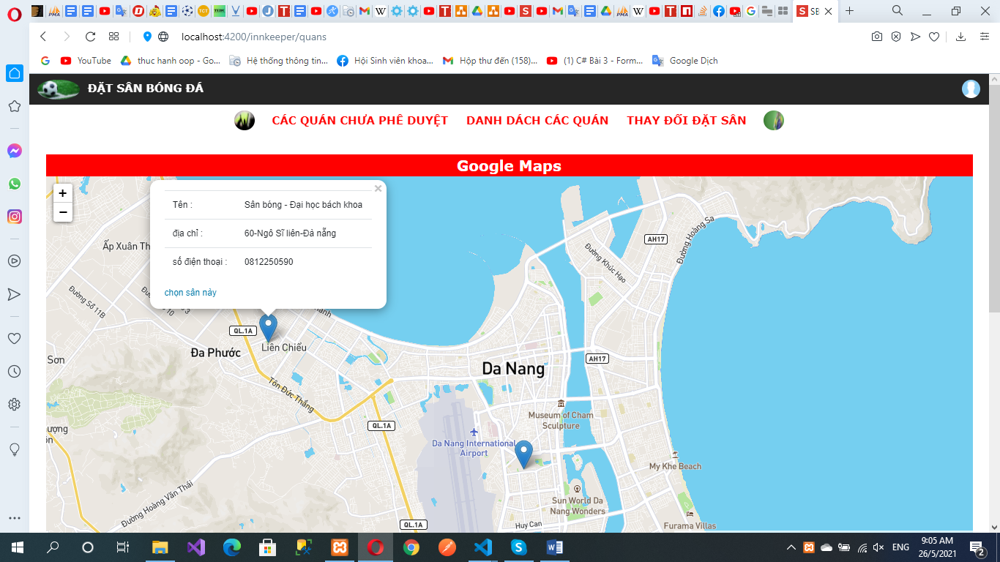 SE
localhost:4200/innkeeper/quans
YouTube
thuc hanh oop - Go...
Hệ thống thông tin...
Hội Sinh viên khoa...
Hộp thư đến (158)...
(1) C# Bài 3 - Form...
Google Dịch
ĐẶT SÂN BÓNG ĐÁ
CÁC QUÁN CHƯA PHÊ DUYỆT
DANH DÁCH CÁC QUÁN
THAY ĐỔI ĐẶT SÂN
Google Maps
+
−
Tên :
Sân bóng - Đại học bách khoa
địa chỉ :
60-Ngô Sĩ liên-Đà nẵng
số điện thoại :
0812250590
chọn sân này
Ấp Xuân Th
Đường Số 11B
10
3
QL.1A
Liên Chiểu
Đa Phước
Sơn
Tôn Đức Thắng
QL.1A
Da Nang
AH17
AH17
Đường Hoàng Sa
Đường Khúc Hạo
Museum of Cham
Sculpture
Da Nang International
Airport
My Khe Beach
Sun World Da
Nang Wonders
Đường Hoàng Văn Thái
QL.1A
Huy Can
Furama Villas
ENG
9:05 AM
26/5/2021
2